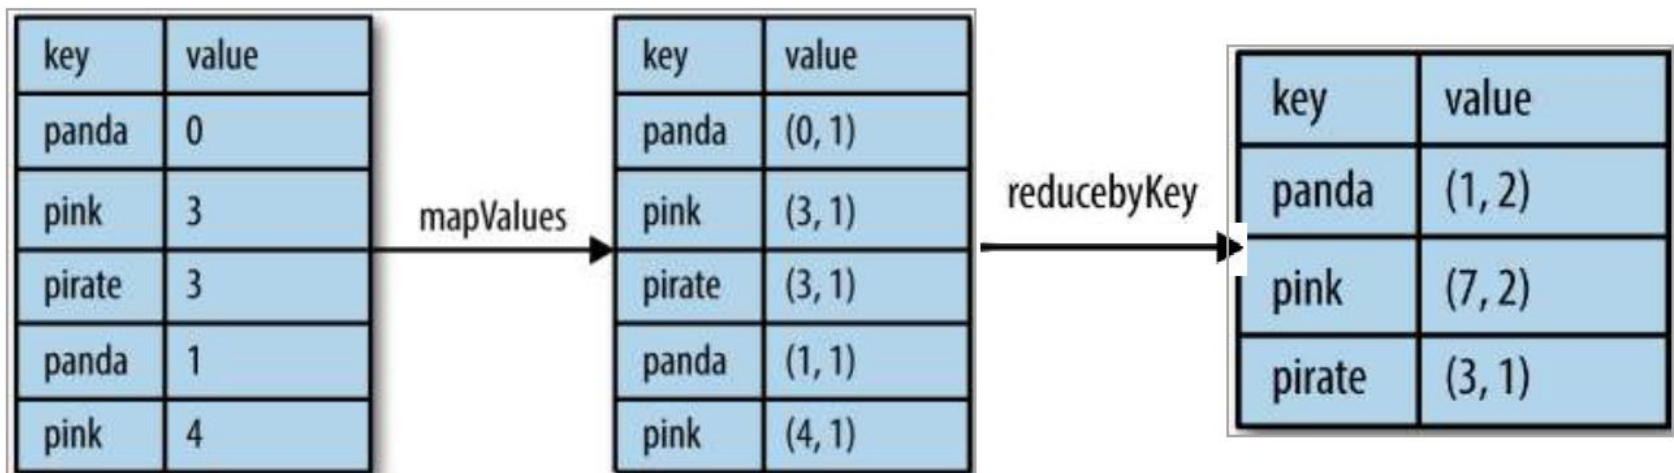 key value
panda 0
pink 3
pirate 3
panda 1
pink 4
mapValues
key value
panda (0, 1)
pink (3, 1)
pirate (3, 1)
panda (1, 1)
pink (4, 1)
reducebyKey
key value
panda (1, 2)
pink (7, 2)
pirate (3, 1)